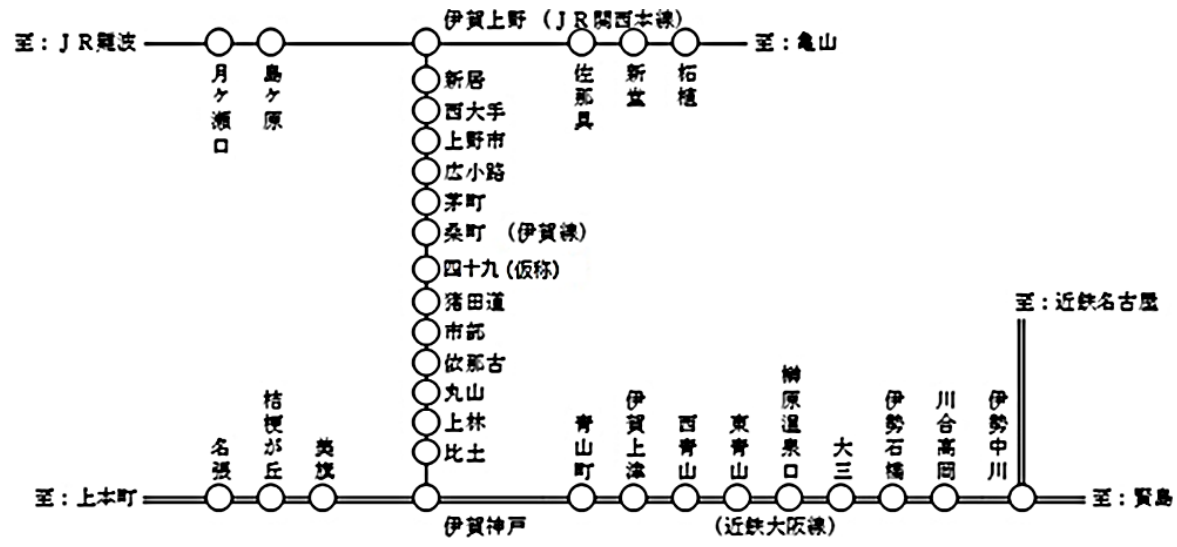 伊賀上野 (JR関西本線)
至：JR難波
至：亀山
月ヶ瀬口
島ヶ原
佐那具
新堂
柘植
新居
西大手
上野市
広小路
茅町
桑町 (伊賀線)
四十九(仮称)
猪田道
市部
依那古
丸山
上林
比土
至：近鉄名古屋
名張
桔梗が丘
美旗
青山町
伊賀上津
西青山
東青山
榊原温泉口
大三
伊勢石橋
川合高岡
伊勢中川
至：上本町
至：賢島
伊賀神戸
(近鉄大阪線)